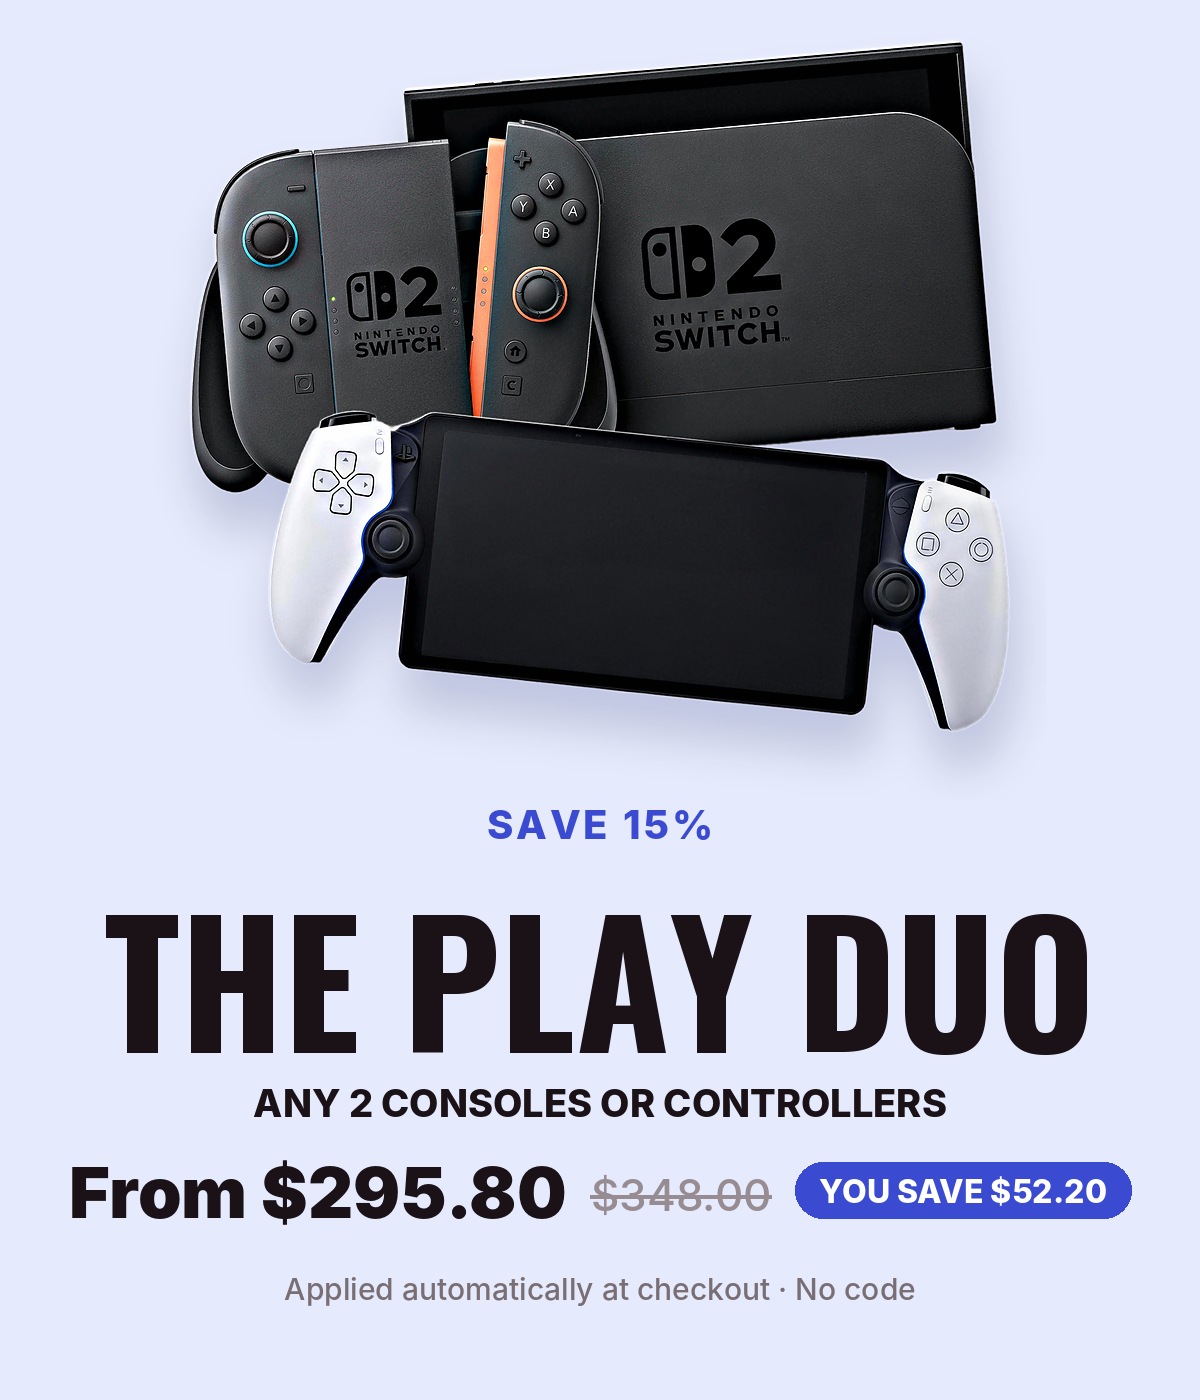 X
Y
A
B
2
NINTENDO
SWITCH
C
2
NINTENDO
SWITCH™
SAVE 15%
THE PLAY DUO
ANY 2 CONSOLES OR CONTROLLERS
From $295.80 $348.00 YOU SAVE $52.20
Applied automatically at checkout · No code